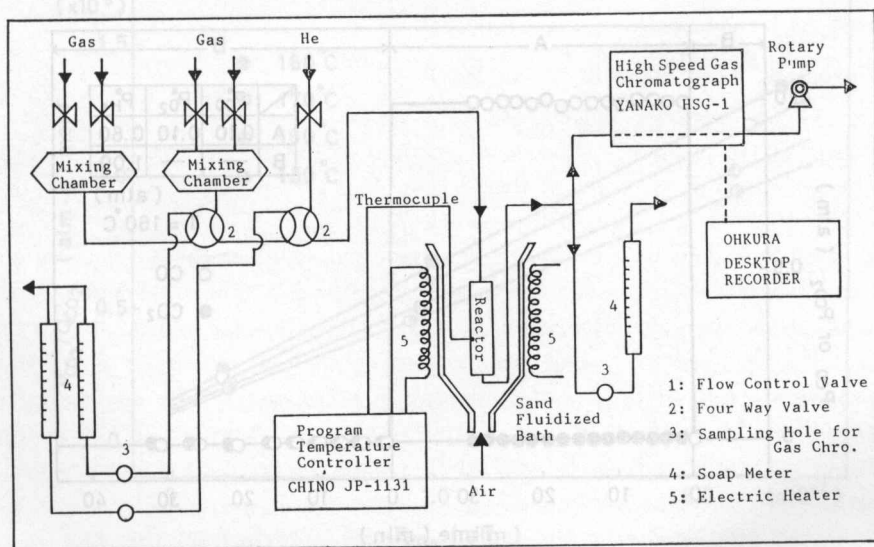 Gas
Gas
He
Mixing
Chamber
Mixing
Chamber
2
2
High Speed Gas
Chromatograph
YANAKO HSG-1
Rotary
Pump
Thermocuple
OHKURA
DESKTOP
RECORDER
Reactor
5
5
4
3
4
3
Program
Temperature
Controller
CHINO JP-1131
Sand
Fluidized
Bath
Air
1: Flow Control Valve
2: Four Way Valve
3: Sampling Hole for
Gas Chro.
4: Soap Meter
5: Electric Heater